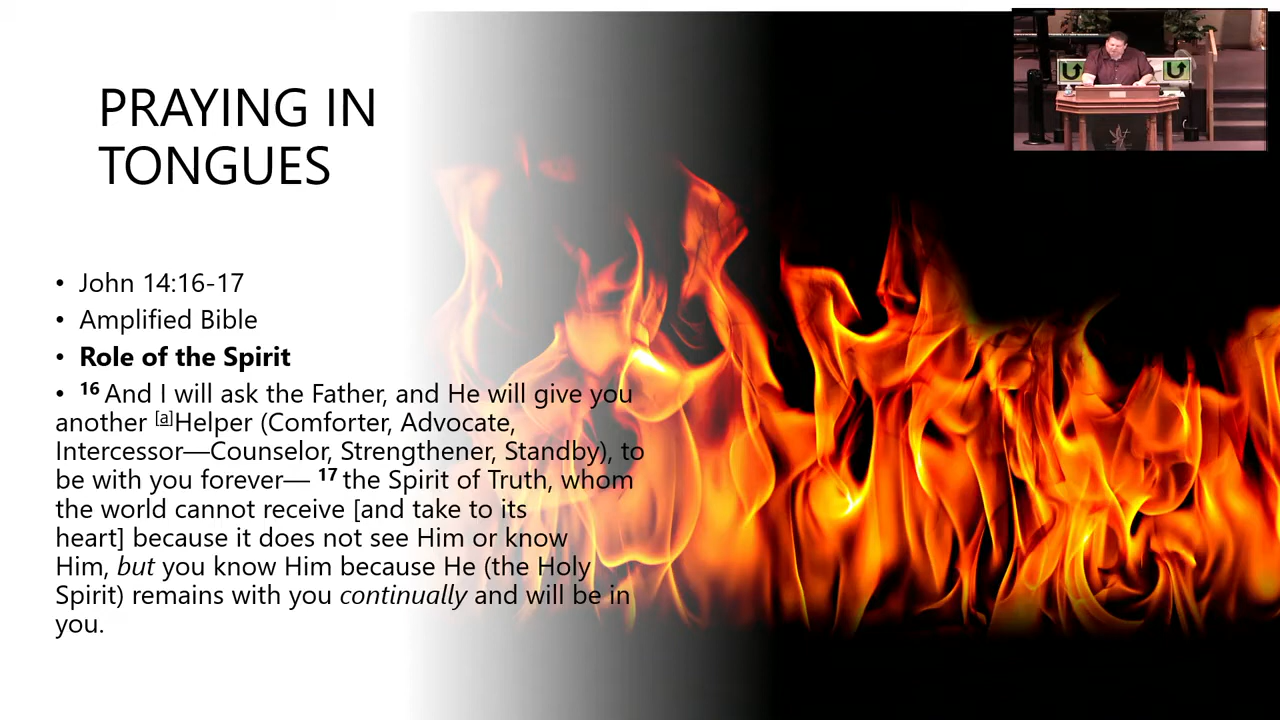 PRAYING IN
TONGUES
• John 14:16-17
• Amplified Bible
• Role of the Spirit
• 16 And I will ask the Father, and He will give you
another [a]Helper (Comforter, Advocate,
Intercessor—Counselor, Strengthener, Standby), to
be with you forever— 17 the Spirit of Truth, whom
the world cannot receive [and take to its
heart] because it does not see Him or know
Him, but you know Him because He (the Holy
Spirit) remains with you continually and will be in
you.